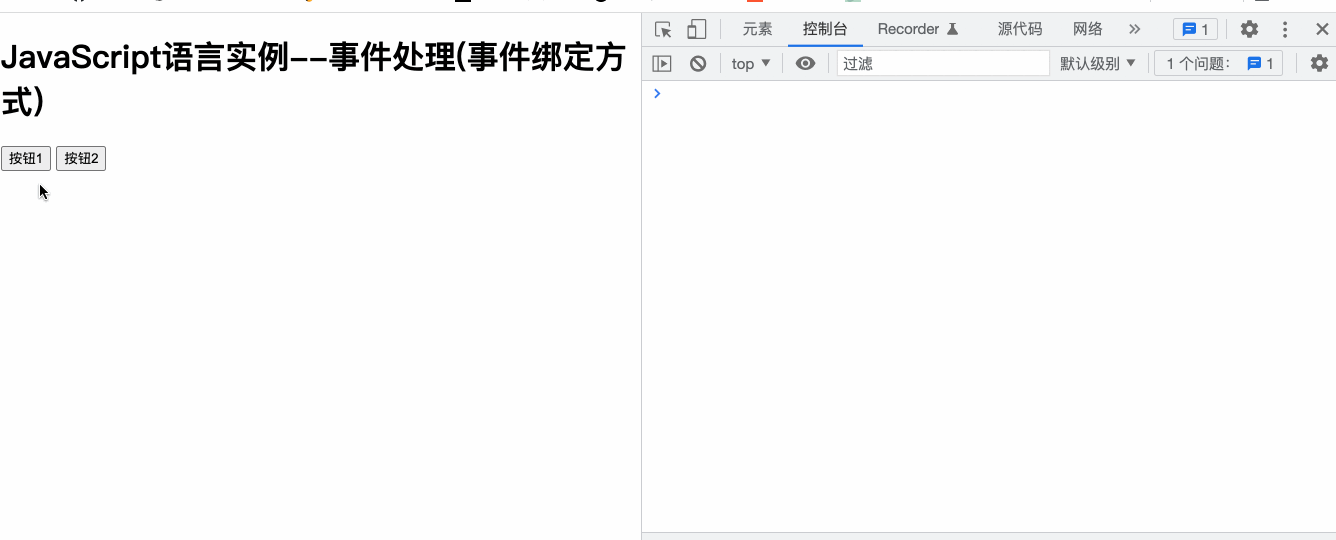 JavaScript语言实例--事件处理(事件绑定方
式)
按钮1 按钮2
元素 控制台 Recorder 源代码 网络 1
top 过滤 默认级别 1 个问题: 1